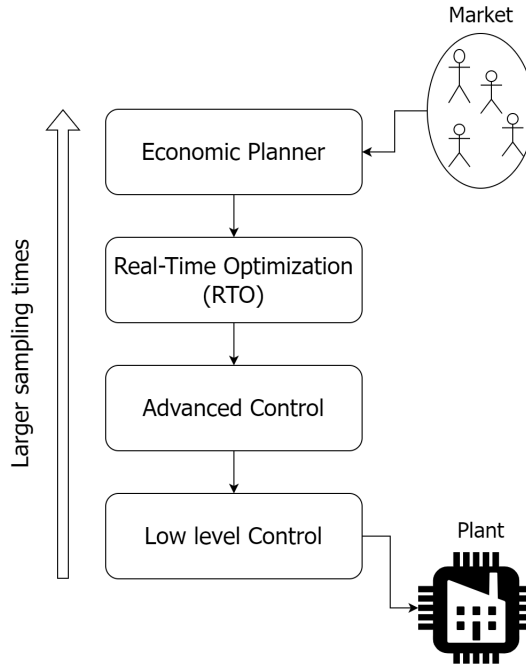 Market
Economic Planner
Real-Time Optimization
(RTO)
Larger sampling times
Advanced Control
Low level Control
Plant